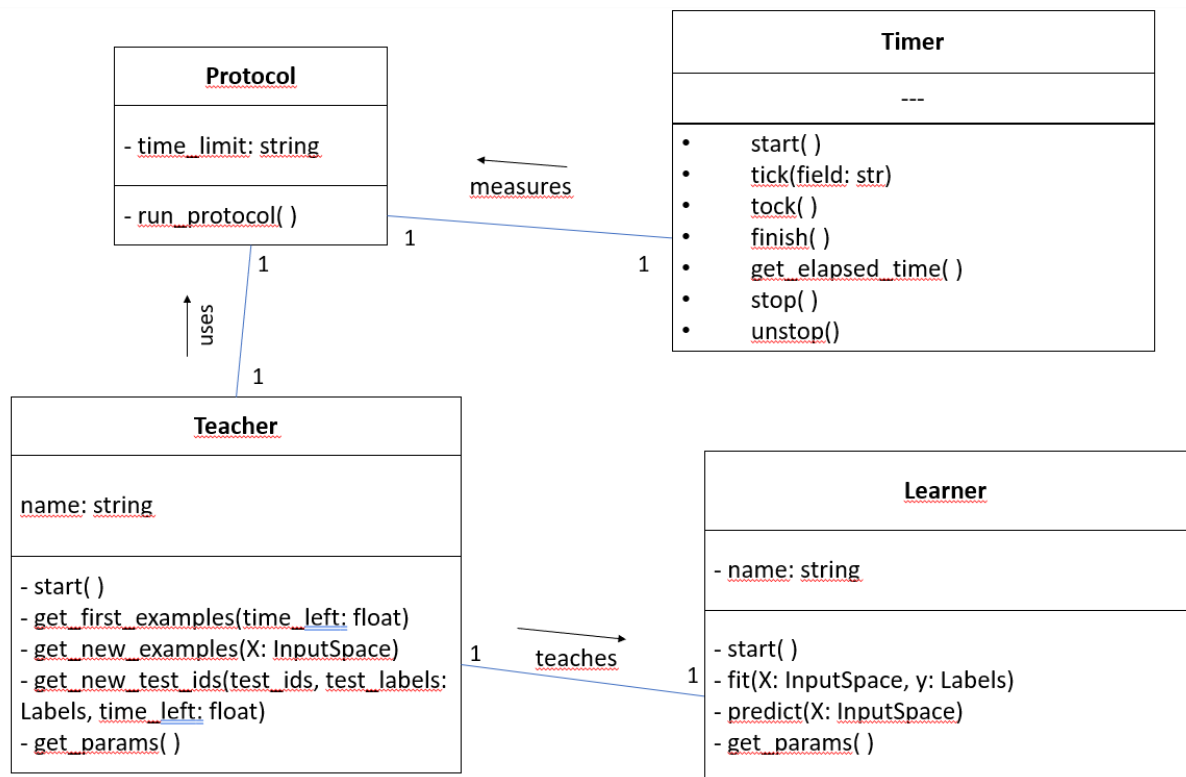 Protocol
- time_limit: string
- run_protocol( )
Timer
---
• start( )
• tick(field: str)
• tock( )
• finish( )
• get_elapsed_time( )
• stop( )
• unstop()
measures
1
1
1
uses
1
Teacher
name: string
- start( )
- get_first_examples(time_left: float)
- get_new_examples(X: InputSpace)
- get_new_test_ids(test_ids, test_labels:
Labels, time_left: float)
- get_params( )
1
teaches
1
Learner
- name: string
- start( )
- fit(X: InputSpace, y: Labels)
- predict(X: InputSpace)
- get_params( )